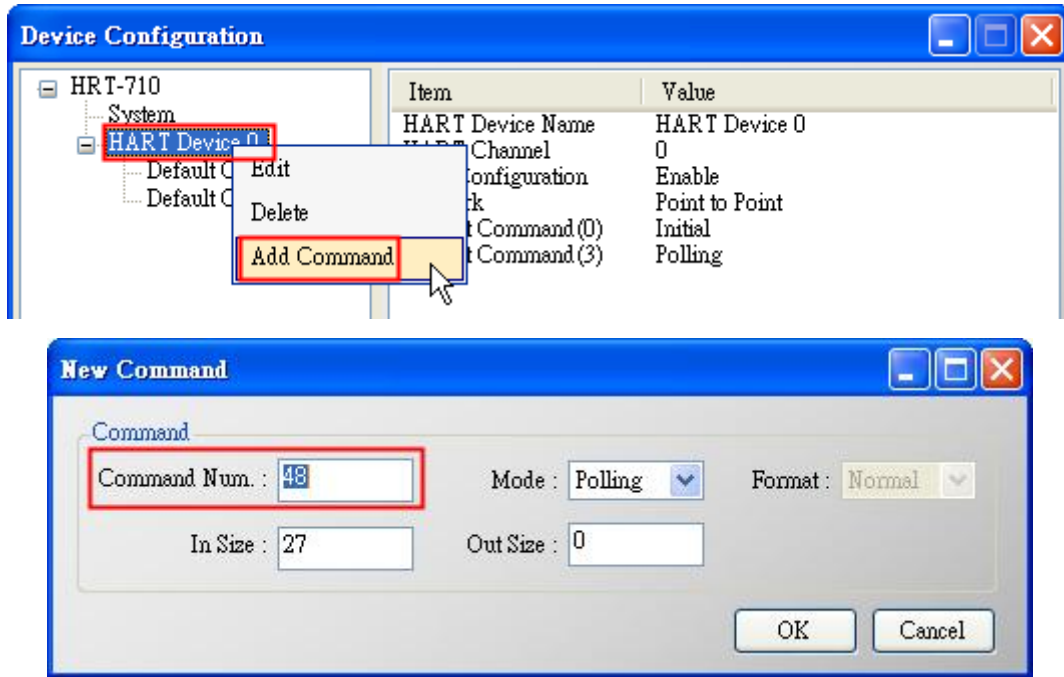 Device Configuration
HRT-710
System
HART Device 0
Default C
Default C
Edit
Delete
Add Command
Item Value
HART Device Name HART Device 0
Channel 0
onfiguration Enable
rk Point to Point
t Command(0) Initial
t Command(3) Polling
New Command
Command
Command Num. : 48 Mode : Polling Format : Normal
In Size : 27 Out Size : 0
OK Cancel